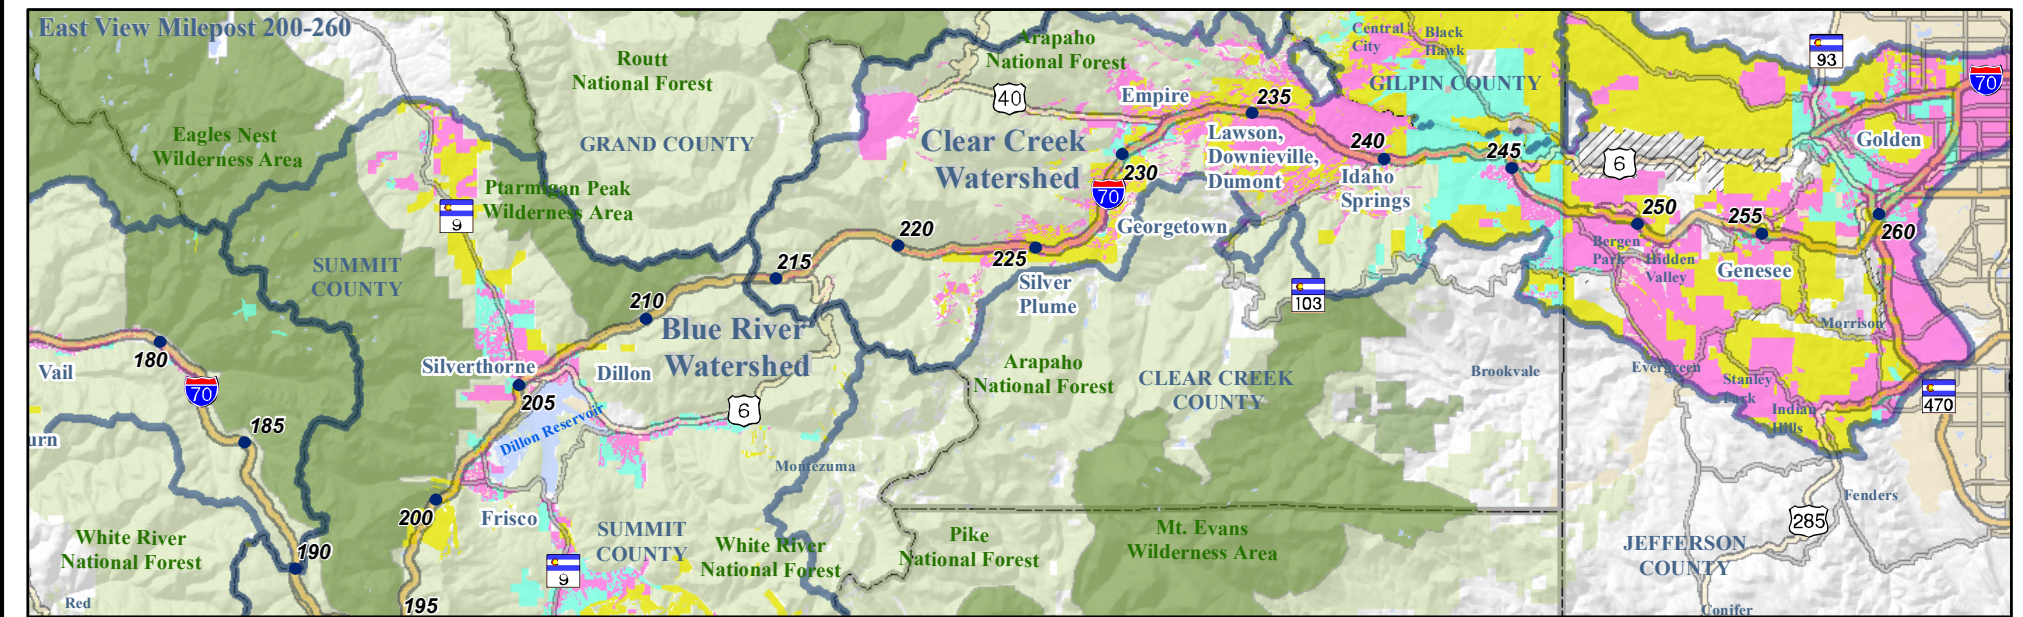 East View Milepost 200-260
Routt
National Forest
Arapaho
National Forest
Central
City
Black
Hawk
GILPIN COUNTY
93
70
Eagles Nest
Wilderness Area
GRAND COUNTY
40
Empire
235
Clear Creek
Watershed
Lawson,
Downieville,
Dumont
240
245
6
Golden
230
70
Idaho
Springs
Ptarmigan Peak
Wilderness Area
9
220
225
Georgetown
250
255
260
Bergen
Park
Hidden
Valley
Genesee
SUMMIT
COUNTY
215
210
Silver
Plume
103
Morrison
Blue River
Watershed
180
Vail
70
Silverthorne
Dillon
205
Dillon Reservoir
6
Arapaho
National Forest
CLEAR CREEK
COUNTY
Brookvale
Evergreen
Stanley
Park
Indian
Hills
470
185
urn
Montezuma
200
Frisco
White River
National Forest
190
SUMMIT
COUNTY
9
White River
National Forest
Pike
National Forest
Mt. Evans
Wilderness Area
Fenders
285
JEFFERSON
COUNTY
Red
195
Conifer